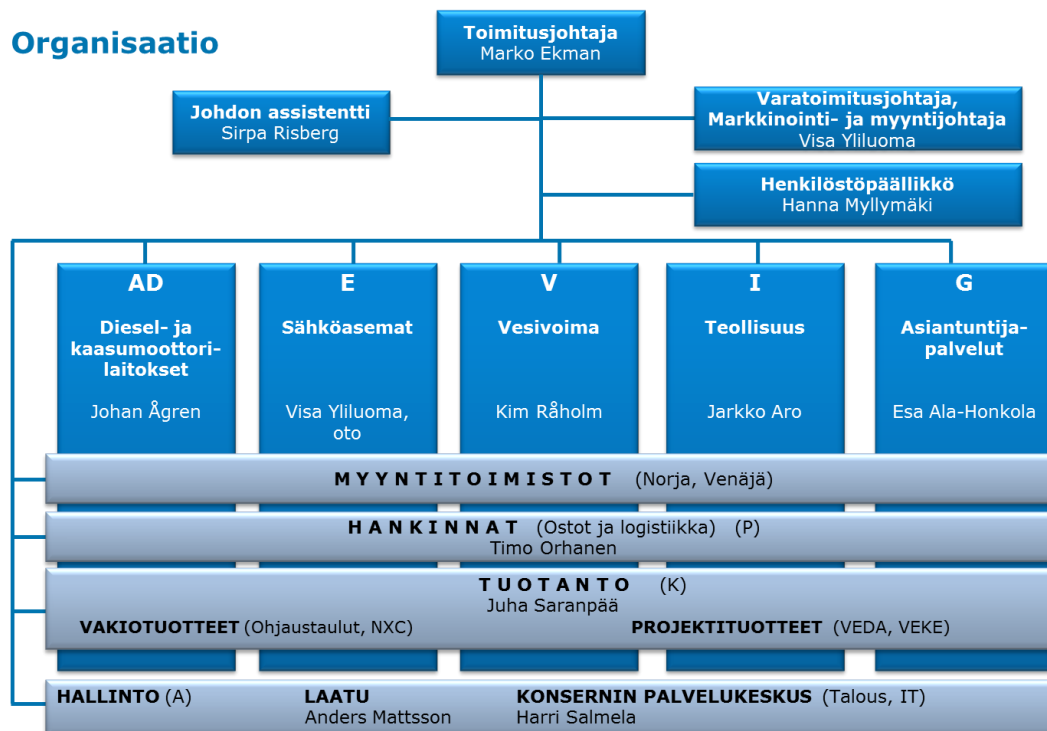 Organisaatio
Toimitusjohtaja
Marko Ekman
Johdon assistentti
Sirpa Risberg
Varatoimitusjohtaja,
Markkinointi- ja myyntijohtaja
Visa Yliluoma
Henkilöstöpäällikkö
Hanna Myllymäki
AD
Diesel- ja
kaasumoottori-
laitokset
Johan Ågren
E
Sähköasemat
Visa Yliluoma,
oto
V
Vesivoima
Kim Råholm
I
Teollisuus
Jarkko Aro
G
Asiantuntija-
palvelut
Esa Ala-Honkola
M Y Y N T I T O I M I S T O T (Norja, Venäjä)
H A N K I N N A T (Ostot ja logistiikka) (P)
Timo Orhanen
T U O T A N T O (K)
Juha Saranpää
VAKIOTUOTTEET (Ohjaustaulut, NXC) PROJEKTITUOTTEET (VEDA, VEKE)
HALLINTO (A) LAATU KONSERNIN PALVELUKESKUS (Talous, IT)
Anders Mattsson Harri Salmela